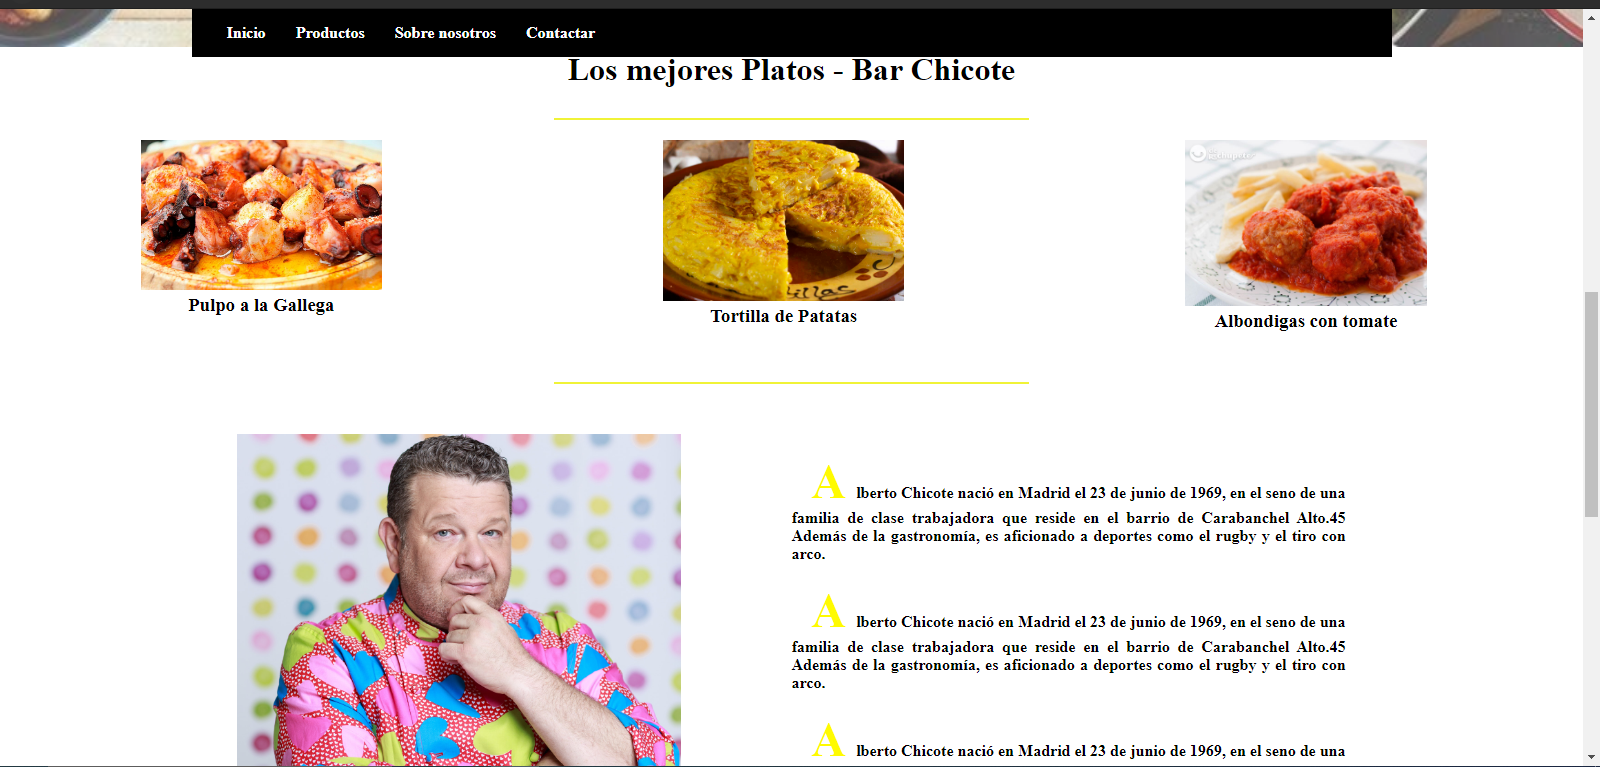 Inicio Productos Sobre nosotros Contactar
Los mejores Platos - Bar Chicote
Pulpo a la Gallega
Tortilla de Patatas
Albondigas con tomate
Alberto Chicote nació en Madrid el 23 de junio de 1969, en el seno de una
familia de clase trabajadora que reside en el barrio de Carabanchel Alto.45
Además de la gastronomía, es aficionado a deportes como el rugby y el tiro con
arco.
Alberto Chicote nació en Madrid el 23 de junio de 1969, en el seno de una
familia de clase trabajadora que reside en el barrio de Carabanchel Alto.45
Además de la gastronomía, es aficionado a deportes como el rugby y el tiro con
arco.
Alberto Chicote nació en Madrid el 23 de junio de 1969, en el seno de una